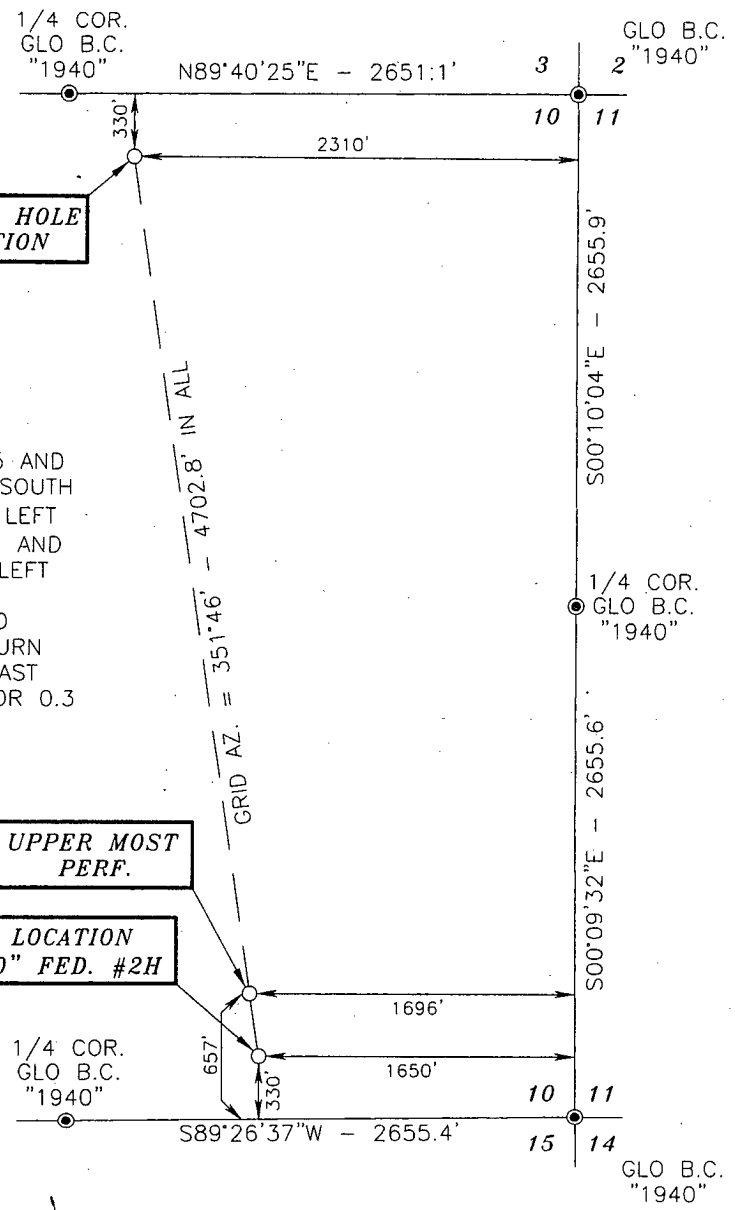 1/4 COR.
GLO B.C.
"1940"
GLO B.C.
"1940"
N89°40'25"E - 2651:1'
3 2
10 11
330'
2310'
HOLE
TION
S00°10'04"E - 2655.9'
GRID AZ. = 351°46' - 4702.8' IN ALL
AND
SOUTH
LEFT
AND
LEFT
TURN
AST
OR 0.3
1/4 COR.
GLO B.C.
"1940"
S00°09'32"E - 2655.6'
UPPER MOST
PERF.
LOCATION
0" FED. #2H
1696'
657'
1650'
330'
1/4 COR.
GLO B.C.
"1940"
10 11
S89°26'37"W - 2655.4'
15 14
GLO B.C.
"1940"